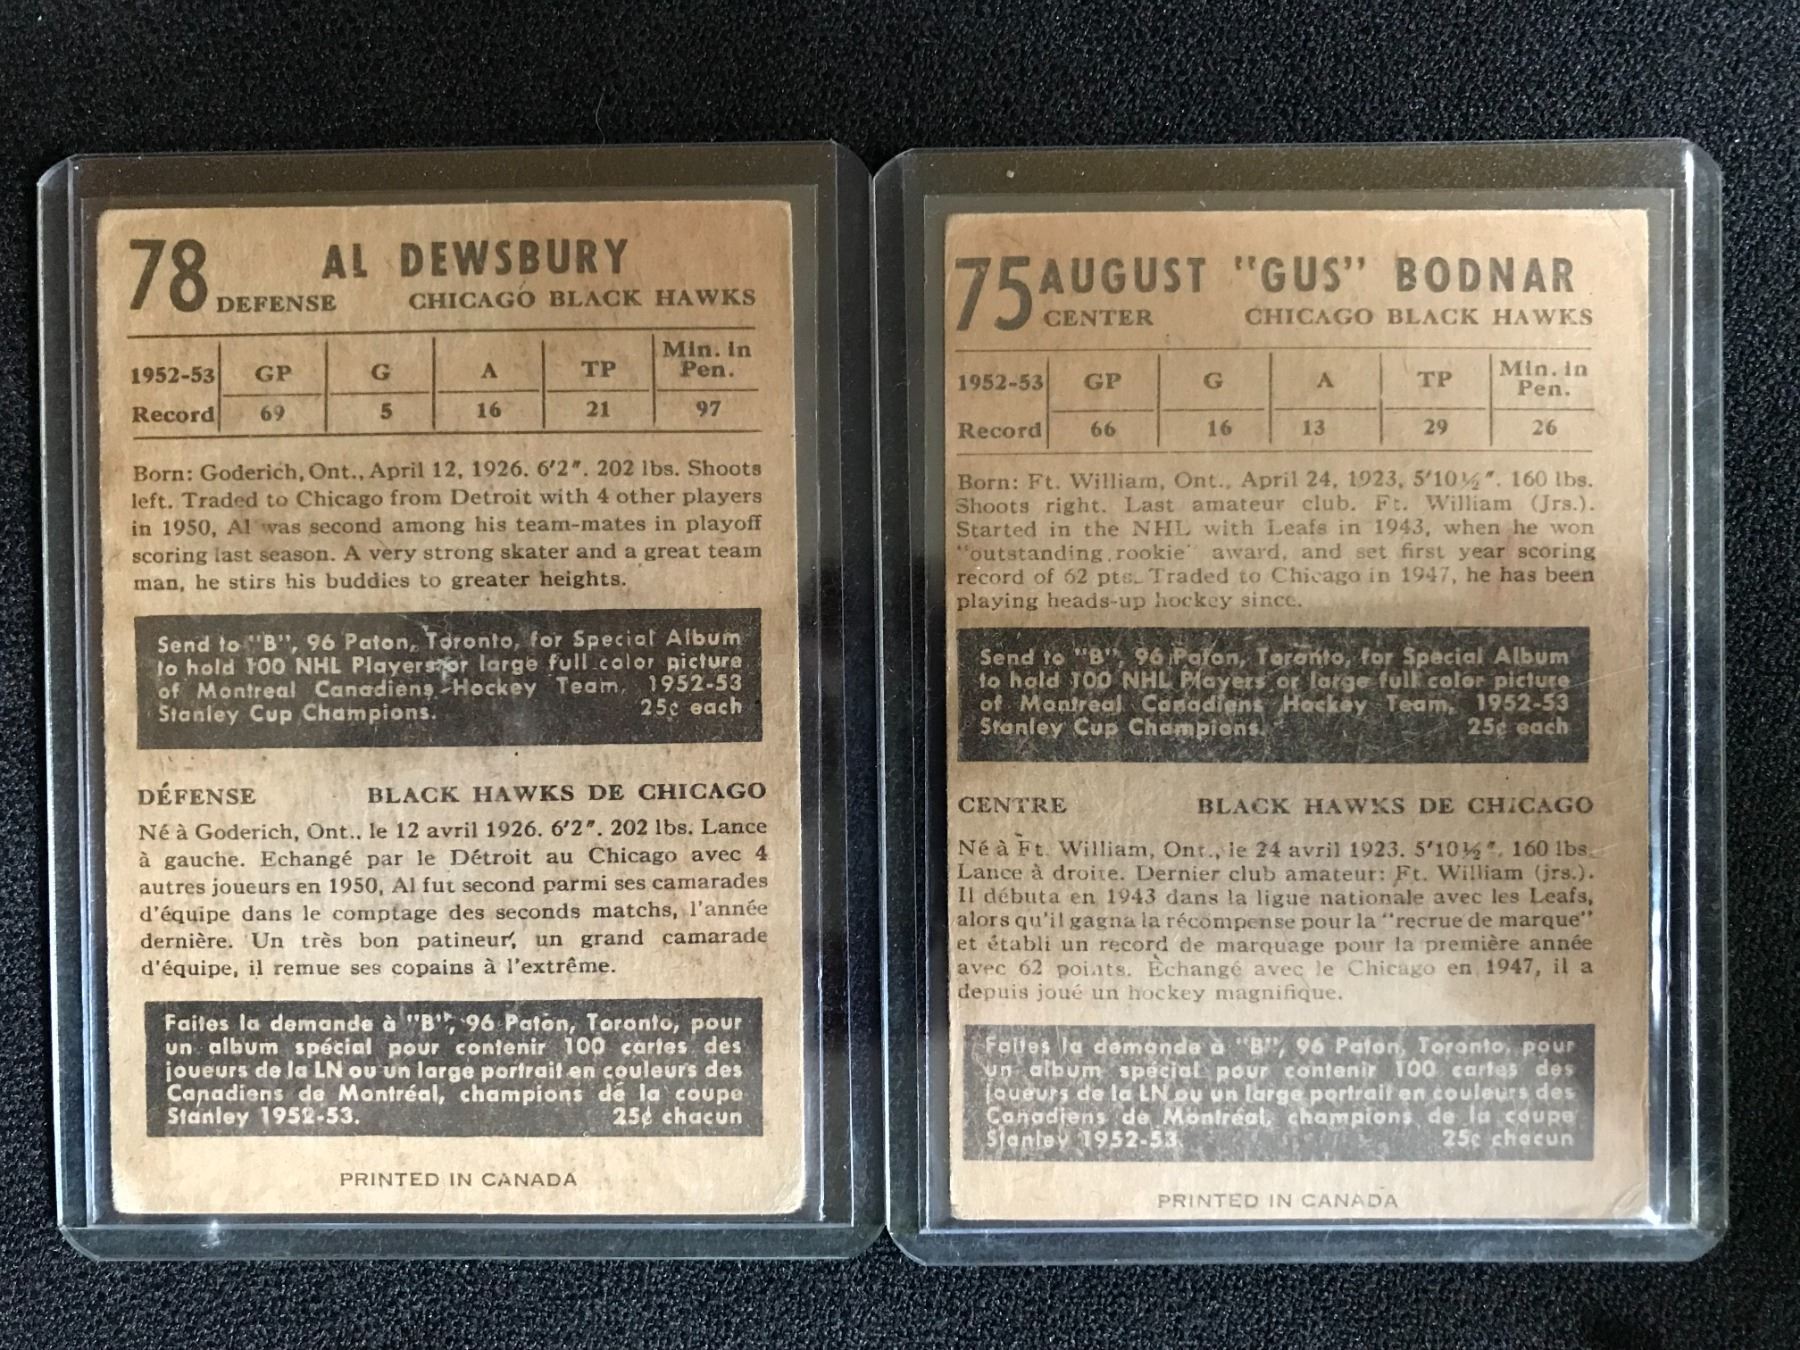 78 AL DEWSBURY
DEFENSE CHICAGO BLACK HAWKS
1952-53 GP G A TP Min. in Pen.
Record 69 5 16 21 97
Born: Goderich, Ont., April 12, 1926. 6'2". 202 lbs. Shoots
left. Traded to Chicago from Detroit with 4 other players
in 1950, Al was second among his team-mates in playoff
scoring last season. A very strong skater and a great team
man, he stirs his buddies to greater heights.
Send to "B", 96 Paton, Toronto, for Special Album
to hold 100 NHL Players or large full color picture
of Montreal Canadiens Hockey Team, 1952-53
Stanley Cup Champions. 25¢ each
DÉFENSE BLACK HAWKS DE CHICAGO
Né à Goderich, Ont., le 12 avril 1926. 6'2". 202 lbs. Lance
à gauche. Echangé par le Détroit au Chicago avec 4
autres joueurs en 1950, Al fut second parmi ses camarades
d'équipe dans le comptage des seconds matchs, l'année
dernière. Un très bon patineur, un grand camarade
d'équipe, il remue ses copains à l'extrême.
Faites la demande à "B", 96 Paton, Toronto, pour
un album spécial pour contenir 100 cartes des
joueurs de la LN ou un large portrait en couleurs des
Canadiens de Montréal, champions de la coupe
Stanley 1952-53. 25¢ chacun
PRINTED IN CANADA
75 AUGUST "GUS" BODNAR
CENTER CHICAGO BLACK HAWKS
1952-53 GP G A TP Min. in Pen.
Record 66 16 13 29 26
Born: Ft. William, Ont., April 24, 1923, 5'10½". 160 lbs.
Shoots right. Last amateur club. Ft. William (Jrs.).
Started in the NHL with Leafs in 1943, when he won
"outstanding rookie" award, and set first year scoring
record of 62 pts. Traded to Chicago in 1947, he has been
playing heads-up hockey since.
Send to "B", 96 Paton, Toronto, for Special Album
to hold 100 NHL Players or large full color picture
of Montreal Canadiens Hockey Team, 1952-53
Stanley Cup Champions. 25¢ each
CENTRE BLACK HAWKS DE CHICAGO
Né à Ft. William, Ont., le 24 avril 1923. 5'10½". 160 lbs.
Lance à droite. Dernier club amateur: Ft. William (jrs.).
Il débuta en 1943 dans la ligue nationale avec les Leafs,
alors qu'il gagna la récompense pour la "recrue de marque"
et établi un record de marquage pour la première année
avec 62 points. Échangé avec le Chicago en 1947, il a
depuis joué un hockey magnifique.
Faites la demande à "B", 96 Paton, Toronto, pour
un album spécial pour contenir 100 cartes des
joueurs de la LN ou un large portrait en couleurs des
Canadiens de Montréal, champions de la coupe
Stanley 1952-53. 25¢ chacun
PRINTED IN CANADA